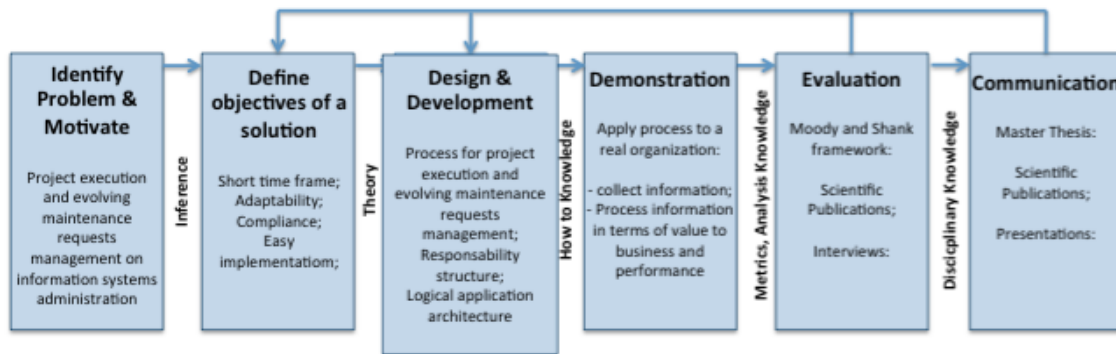 Identify
Problem &
Motivate
Project execution
and evolving
maintenance
requests
management on
information systems
administration
Inference
Define
objectives of a
solution
Short time frame;
Adaptability;
Compliance;
Easy
implementatiom;
Theory
Design &
Development
Process for project
execution and
evolving maintenance
requests
management;
Responsability
structure;
Logical application
architecture
How to Knowledge
Demonstration
Apply process to a
real organization:
- collect information;
- Process information
in terms of value to
business and
performance
Metrics, Analysis Knowledge
Evaluation
Moody and Shank
framework:
Scientific
Publications;
Interviews:
Discicplinary Knowledge
Communication
Master Thesis:
Scientific
Publications;
Presentations: